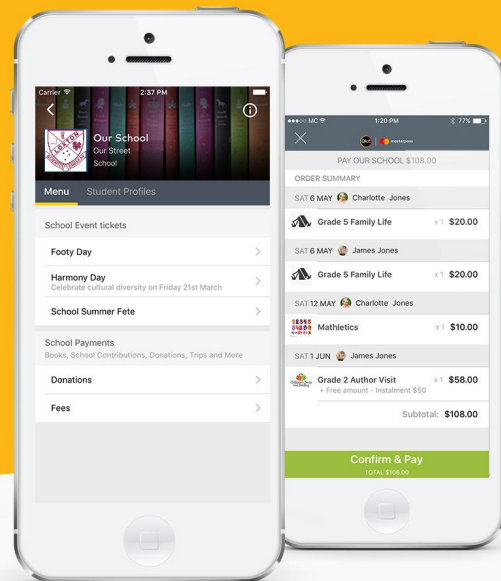 Carrier 2:37 PM
Our School
Our Street
School
LOXTON
Menu Student Profiles
School Event tickets
Footy Day
Harmony Day
Celebrate cultural diversity on Friday 21st March
School Summer Fete
School Payments
Books, School Contributions, Donations, Trips and More
Donations
Fees
MC 1:20 PM 77%
Qkr! masterpass
PAY OUR SCHOOL $108.00
ORDER SUMMARY
SAT 6 MAY Charlotte Jones
Grade 5 Family Life x 1 $20.00
SAT 6 MAY James Jones
Grade 5 Family Life x 1 $20.00
SAT 12 MAY Charlotte Jones
Mathletics x 1 $10.00
SAT 1 JUN James Jones
Grade 2 Author Visit x 1 $58.00
+ Free amount - Instalment $50
Subtotal: $108.00
Confirm & Pay
TOTAL $108.00